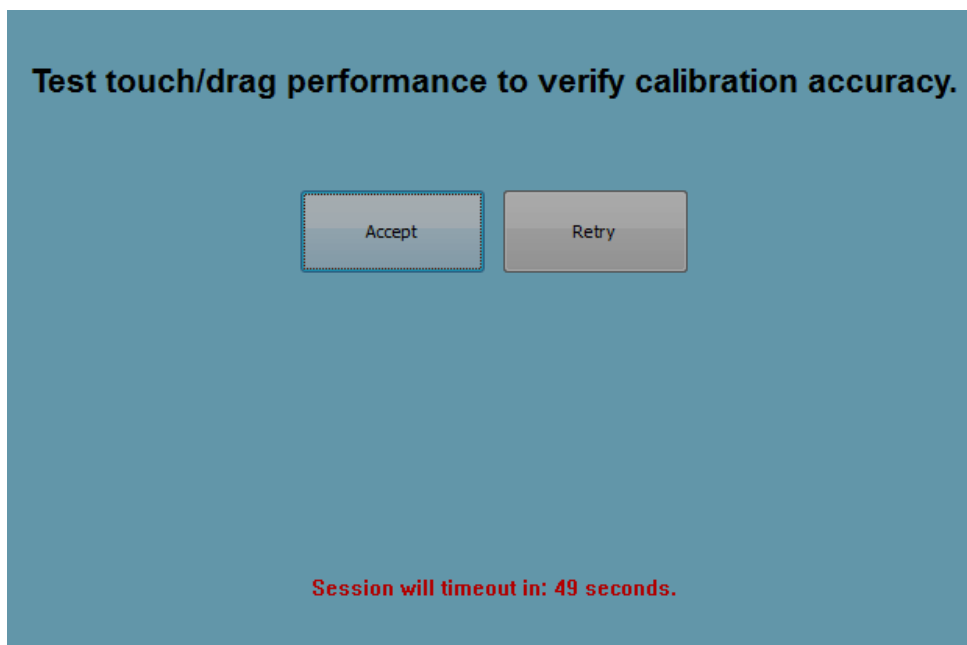 Test touch/drag performance to verify calibration accuracy.
Accept
Retry
Session will timeout in: 49 seconds.